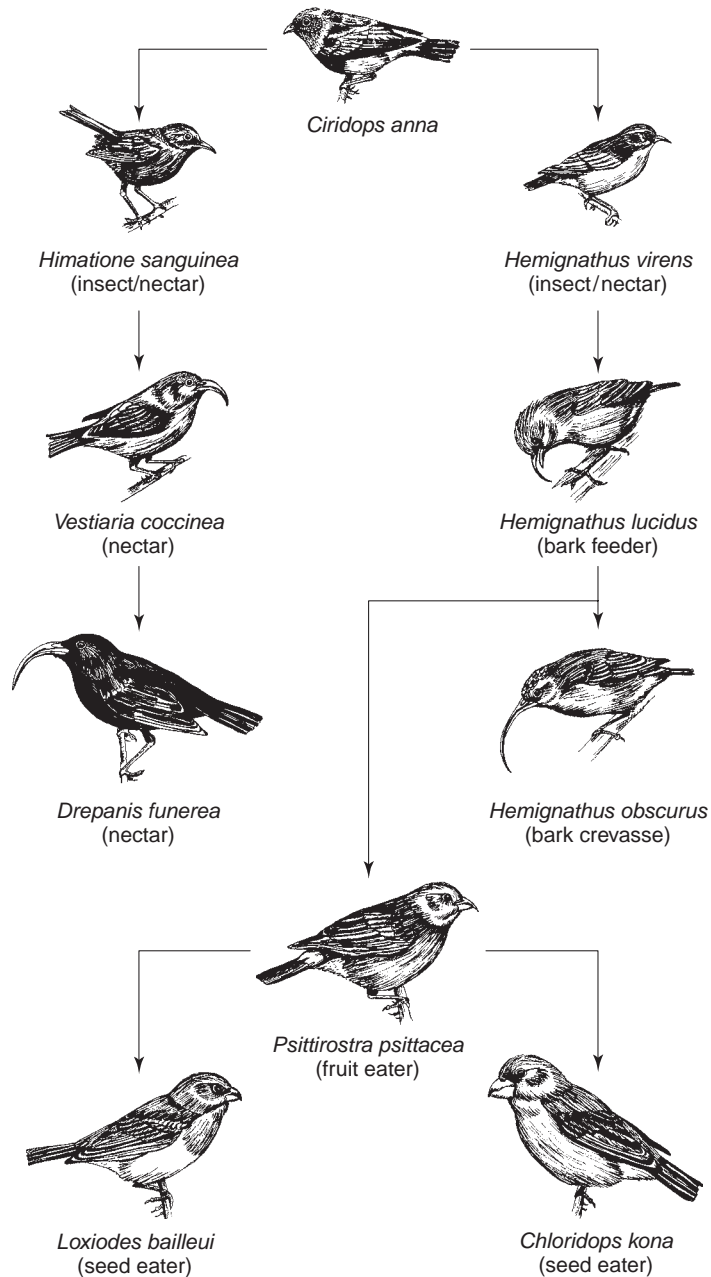 Ciridops anna
Himatione sanguinea
(insect/nectar)
Hemignathus virens
(insect/nectar)
Vestiaria coccinea
(nectar)
Hemignathus lucidus
(bark feeder)
Drepanis funerea
(nectar)
Hemignathus obscurus
(bark crevasse)
Psittirostra psittacea
(fruit eater)
Loxiodes bailleui
(seed eater)
Chloridops kona
(seed eater)